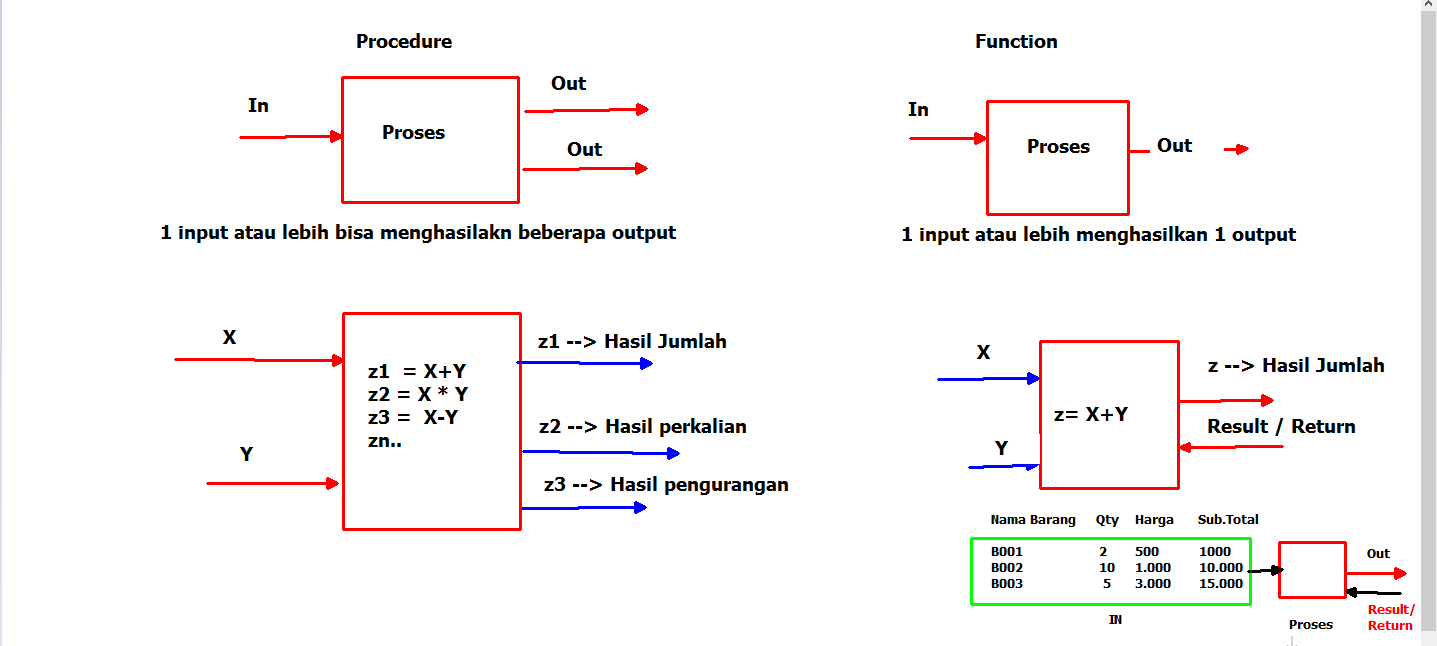 Procedure
In
Proses
Out
Out
1 input atau lebih bisa menghasilakn beberapa output
X
Y
z1 = X+Y
z2 = X * Y
z3 = X-Y
zn..
z1 --> Hasil Jumlah
z2 --> Hasil perkalian
z3 --> Hasil pengurangan
Function
In
Proses
Out
1 input atau lebih menghasilkan 1 output
X
Y
z= X+Y
z --> Hasil Jumlah
Result / Return
Nama Barang Qty Harga Sub.Total
B001 2 500 1000
B002 10 1.000 10.000
B003 5 3.000 15.000
IN
Proses
Out
Result/
Return